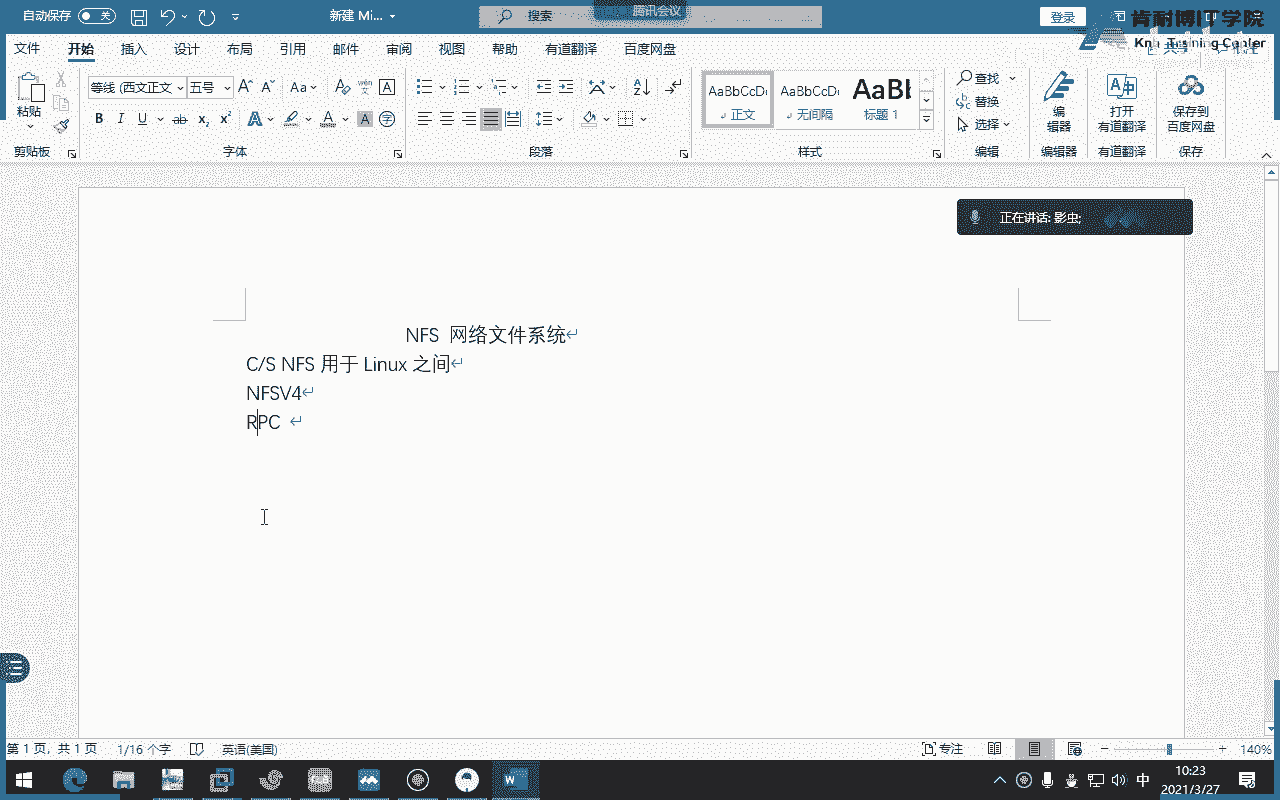 自动保存 关 新建 Mi... 搜索 腾讯会议 登录 肯耐博IT学院
文件 开始 插入 设计 布局 引用 邮件 审阅 视图 帮助 有道翻译 百度网盘 共享
粘贴 等线 (西文正文 五号 Aa AaBbCcDı AaBbCcDı AaBl 查找
替换
B I U ab x₂ x² A 正文 无间隔 标题 1 选择 编辑器 打开有道翻译 保存到百度网盘
剪贴板 字体 段落 样式 编辑 编辑器 有道翻译 保存
正在讲话: 影虫;
NFS 网络文件系统
C/S NFS 用于 Linux 之间
NFSV4
RPC
第 1 页，共 1 页 1/16 个字 英语(美国) 专注 140%
中 10:23
2021/3/27